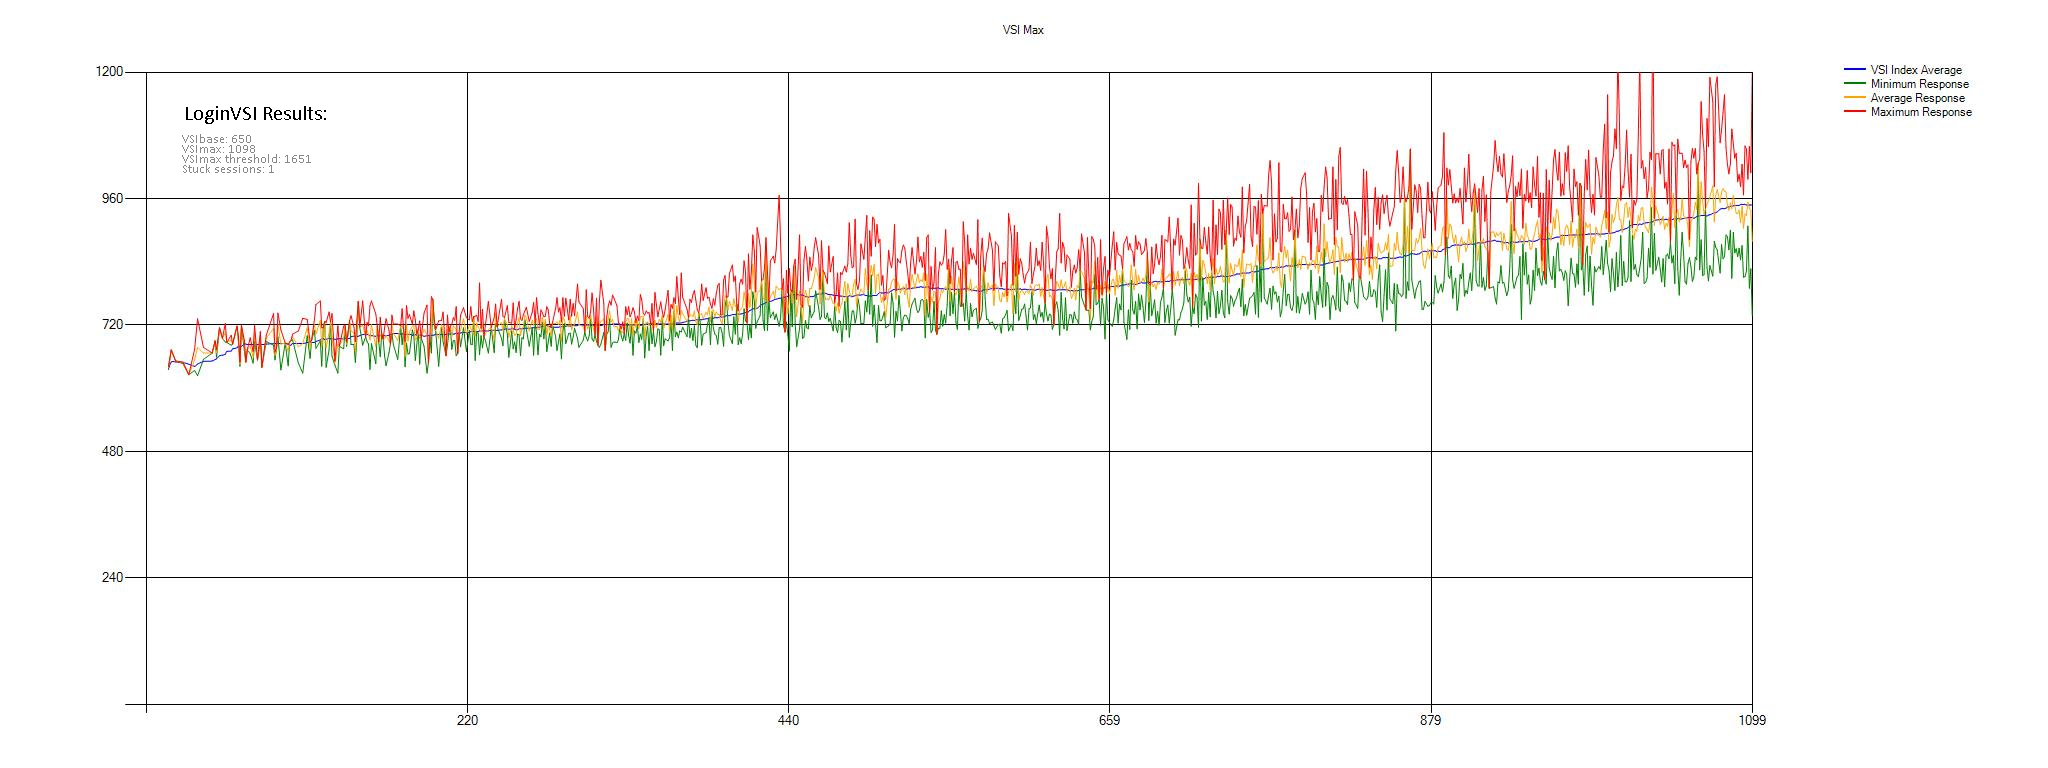 VSI Max
1200
960
720
480
240
LoginVSI Results:
VSIbase: 650
VSImax: 1098
VSImax threshold: 1651
Stuck sessions: 1
VSI Index Average
Minimum Response
Average Response
Maximum Response
220
440
659
879
1099